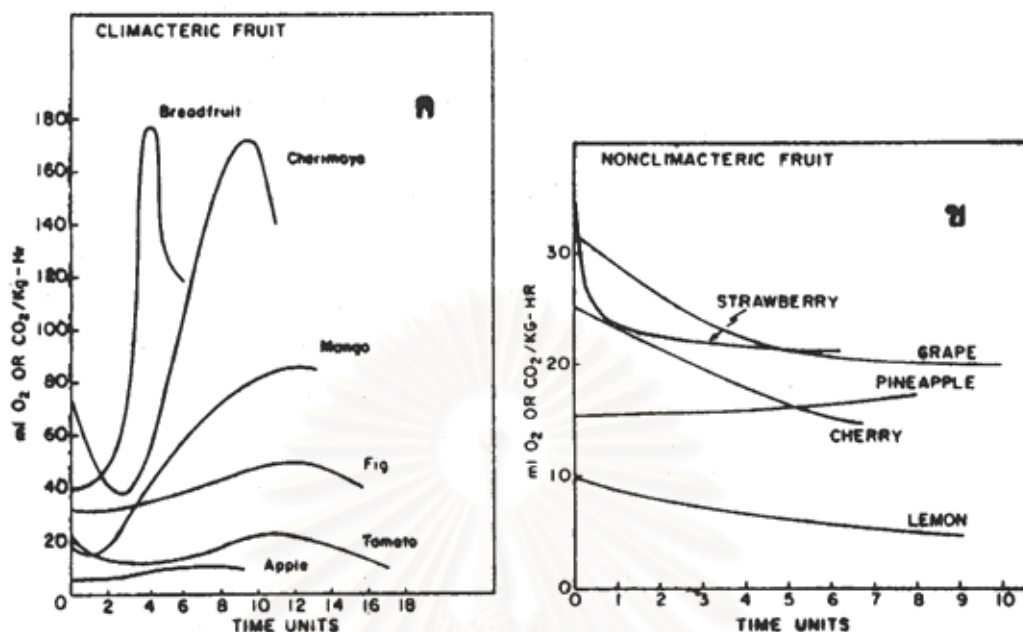 CLIMACTERIC FRUIT
ก
Breadfruit
Cherimaya
Mango
Fig
Tomato
Apple
180
160
140
120
100
80
60
40
20
0
0 2 4 6 8 10 12 14 16 18
TIME UNITS
ml O₂ OR CO₂/Kg-Hr
NONCLIMACTERIC FRUIT
ข
STRAWBERRY
GRAPE
PINEAPPLE
CHERRY
LEMON
30
20
10
0
0 1 2 3 4 5 6 7 8 9 10
TIME UNITS
ml O₂ OR CO₂/KG-HR